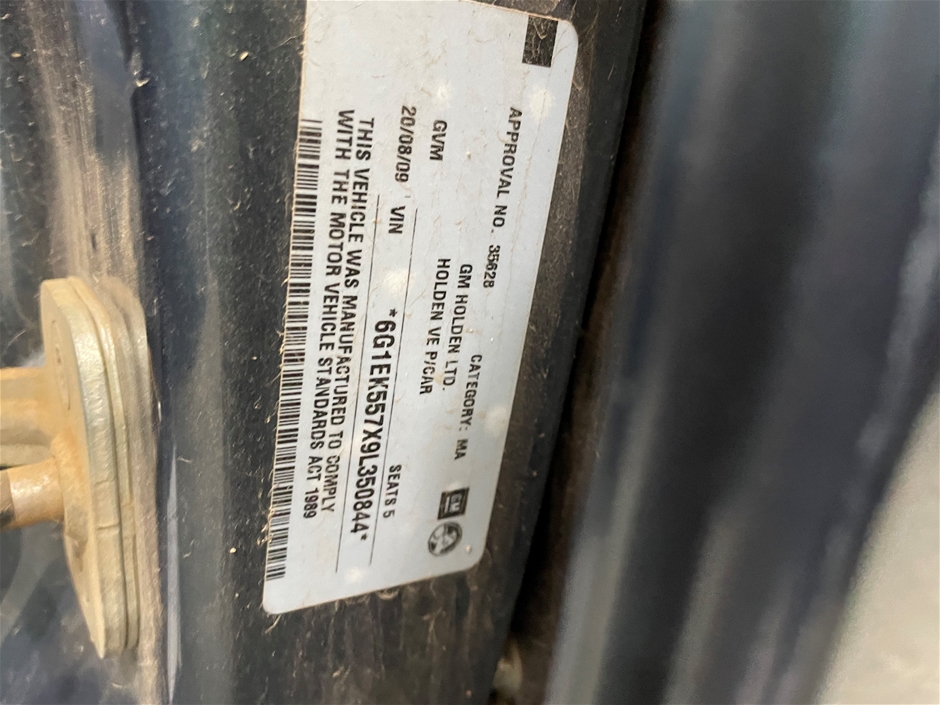 APPROVAL NO. 35628 CATEGORY: MA
GM HOLDEN LTD.
GVM HOLDEN VE P/CAR
GM
SEATS 5
20/08/09 VIN *6G1EK557X9L350844*
THIS VEHICLE WAS MANUFACTURED TO COMPLY
WITH THE MOTOR VEHICLE STANDARDS ACT 1989